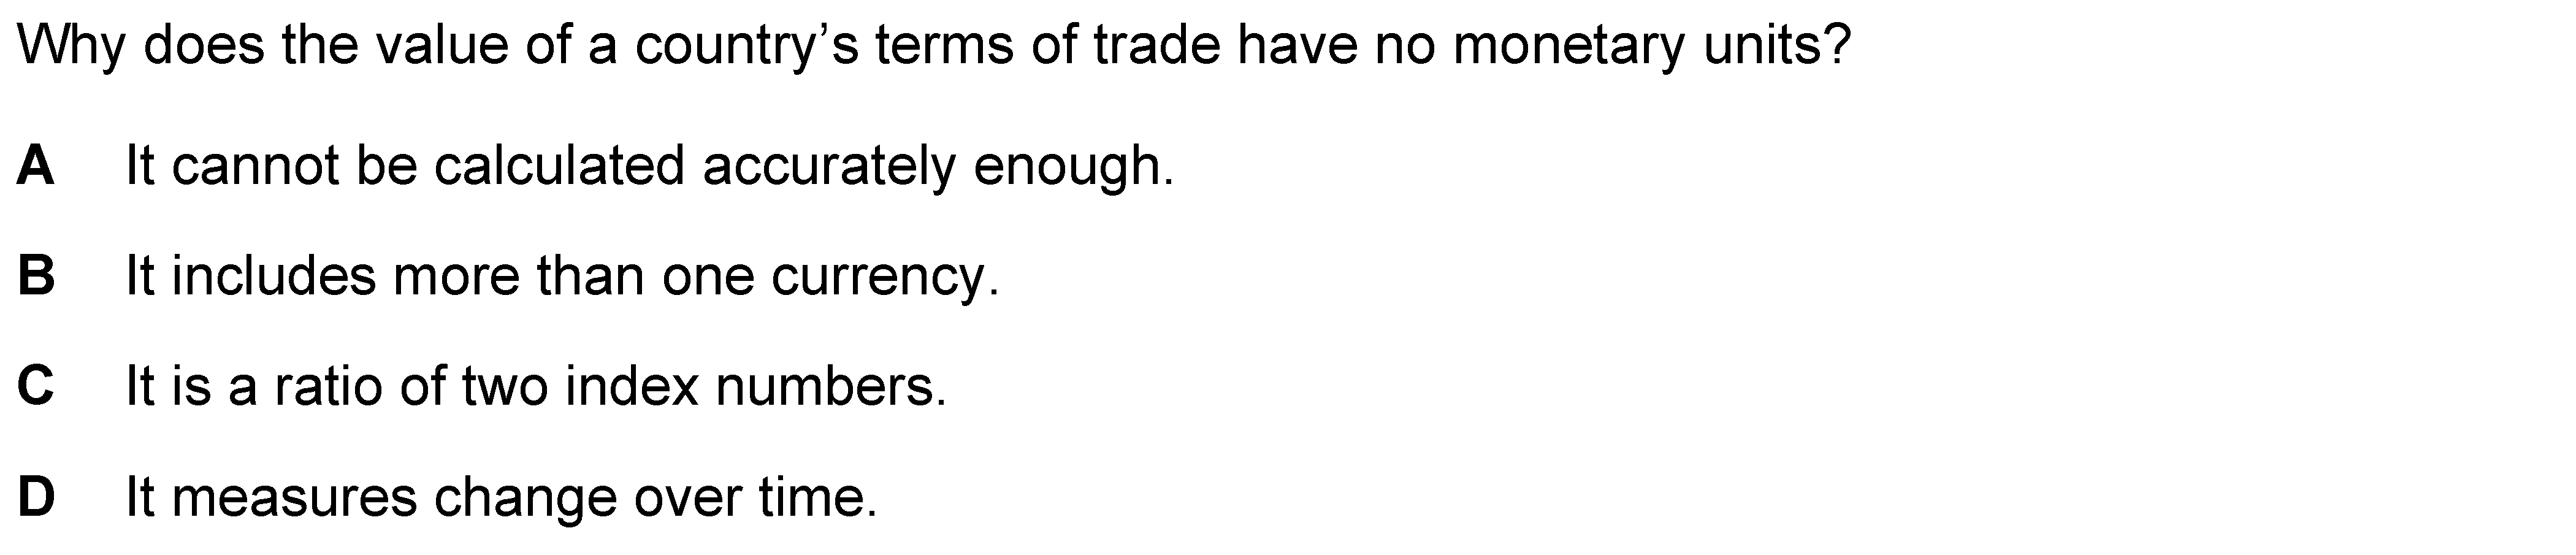 Why does the value of a country’s terms of trade have no monetary units?
A It cannot be calculated accurately enough.
B It includes more than one currency.
C It is a ratio of two index numbers.
D It measures change over time.